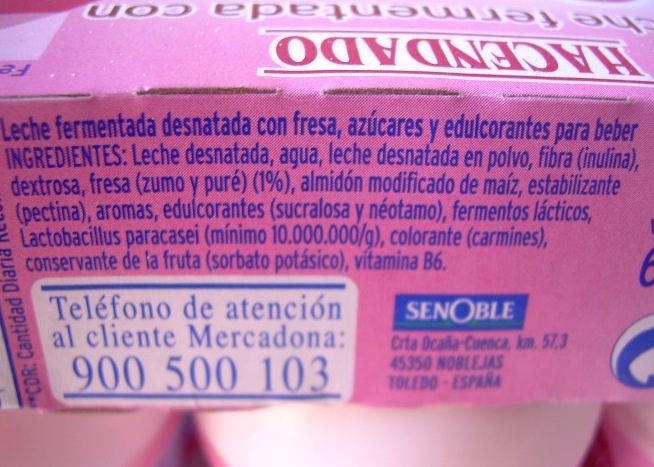 che fermentada con
HACENDADO
Leche fermentada desnatada con fresa, azúcares y edulcorantes para beber
INGREDIENTES: Leche desnatada, agua, leche desnatada en polvo, fibra (inulina),
dextrosa, fresa (zumo y puré) (1%), almidón modificado de maíz, estabilizante
(pectina), aromas, edulcorantes (sucralosa y néotamo), fermentos lácticos,
Lactobacillus paracasei (mínimo 10.000.000/g), colorante (carmines),
conservante de la fruta (sorbato potásico), vitamina B6.
**CDR: Cantidad Diaria
Teléfono de atención
al cliente Mercadona:
900 500 103
SENOBLE
Crta Ocaña-Cuenca, km. 57,3
45350 NOBLEJAS
TOLEDO - ESPAÑA